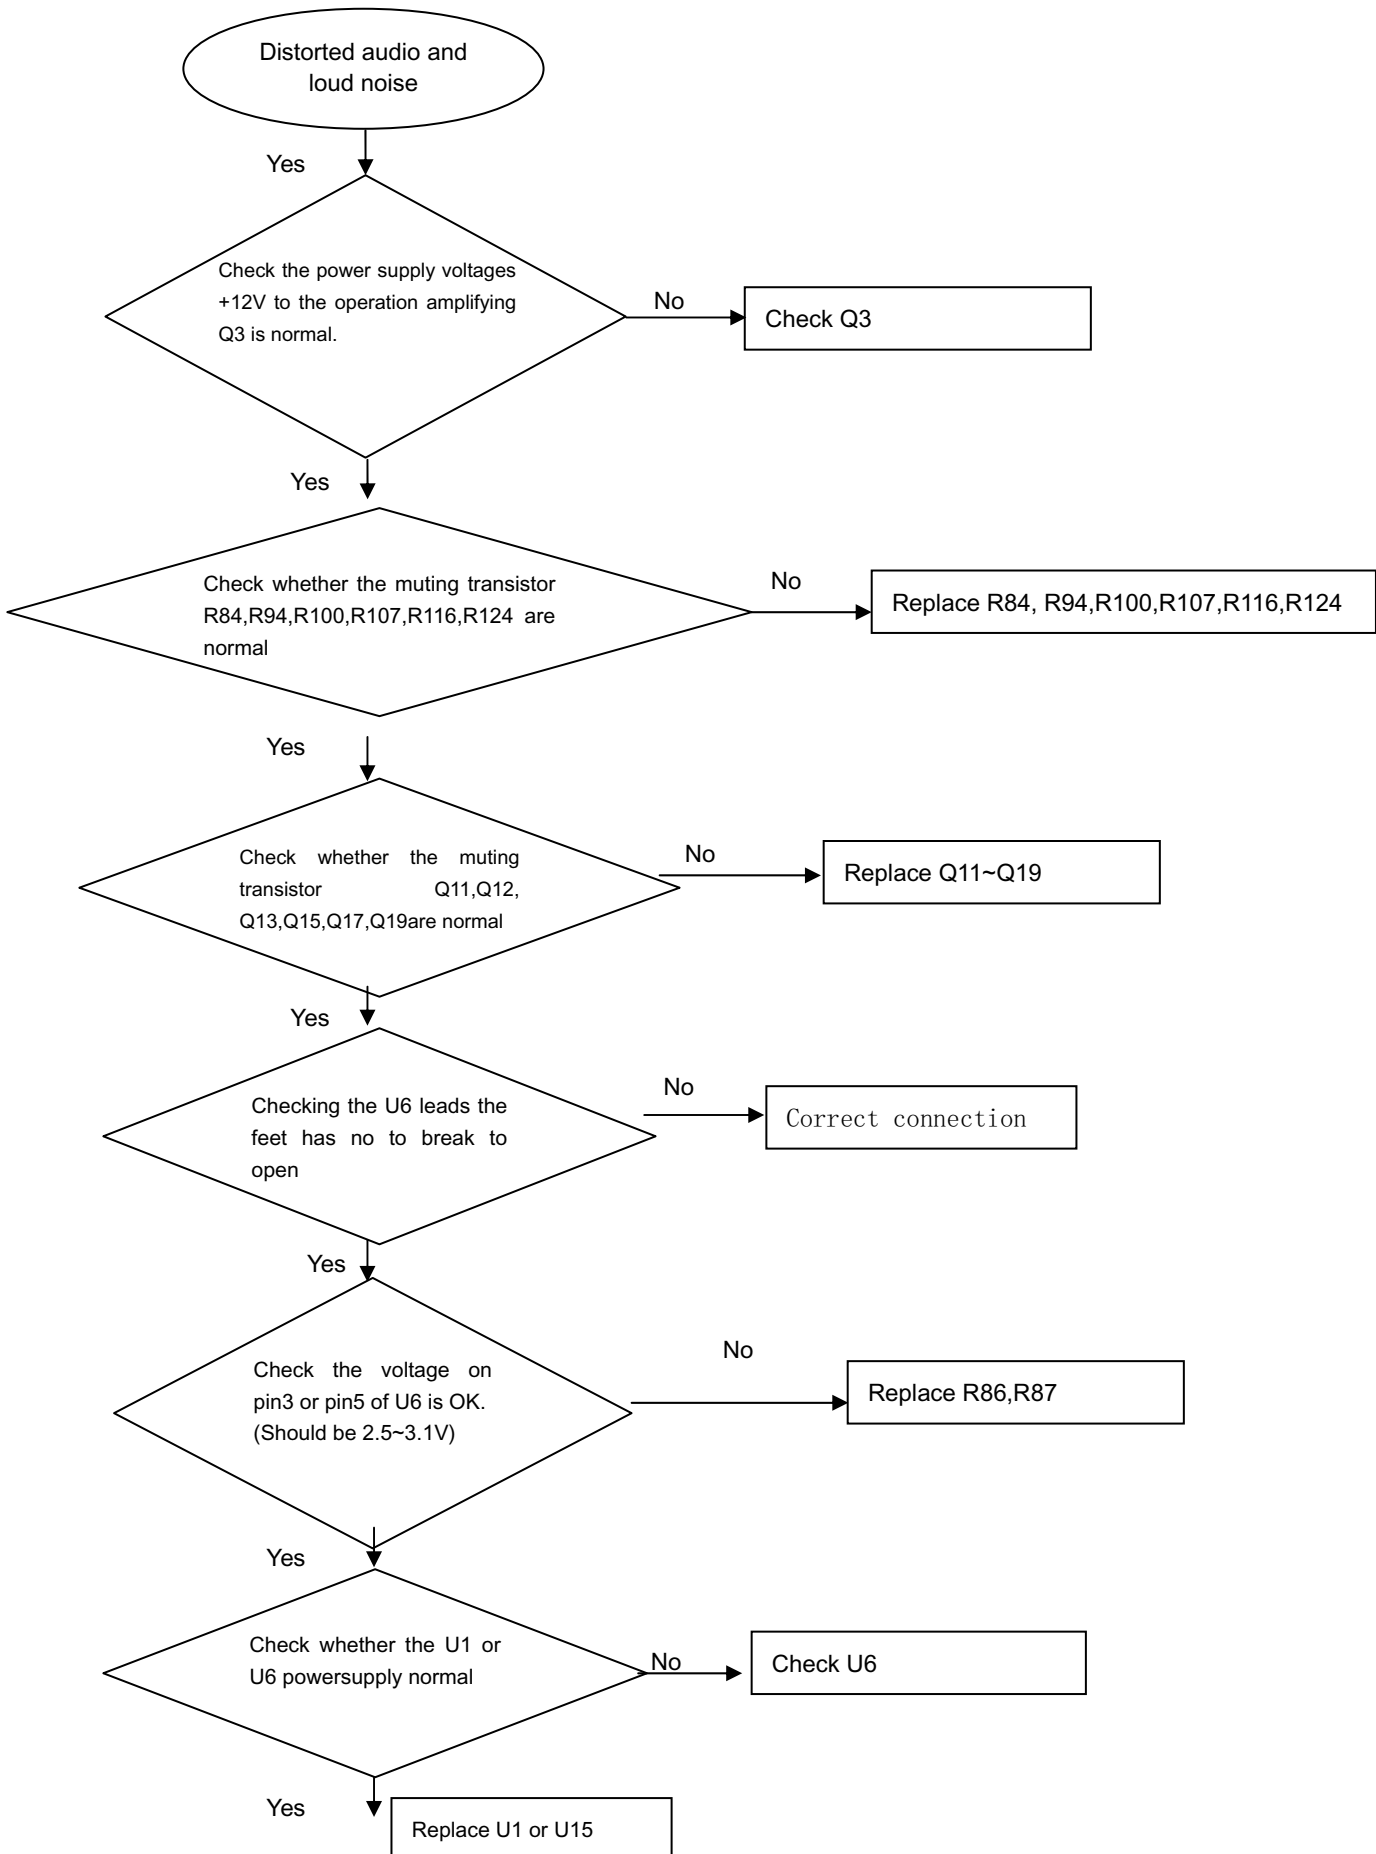 Distorted audio and
loud noise
Yes
Check the power supply voltages
+12V to the operation amplifying
Q3 is normal.
No
Check Q3
Yes
Check whether the muting transistor
R84,R94,R100,R107,R116,R124 are
normal
No
Replace R84, R94,R100,R107,R116,R124
Yes
Check whether the muting
transistor Q11,Q12,
Q13,Q15,Q17,Q19are normal
No
Replace Q11~Q19
Yes
Checking the U6 leads the
feet has no to break to
open
No
Correct connection
Yes
Check the voltage on
pin3 or pin5 of U6 is OK.
(Should be 2.5~3.1V)
No
Replace R86,R87
Yes
Check whether the U1 or
U6 powersupply normal
No
Check U6
Yes
Replace U1 or U15